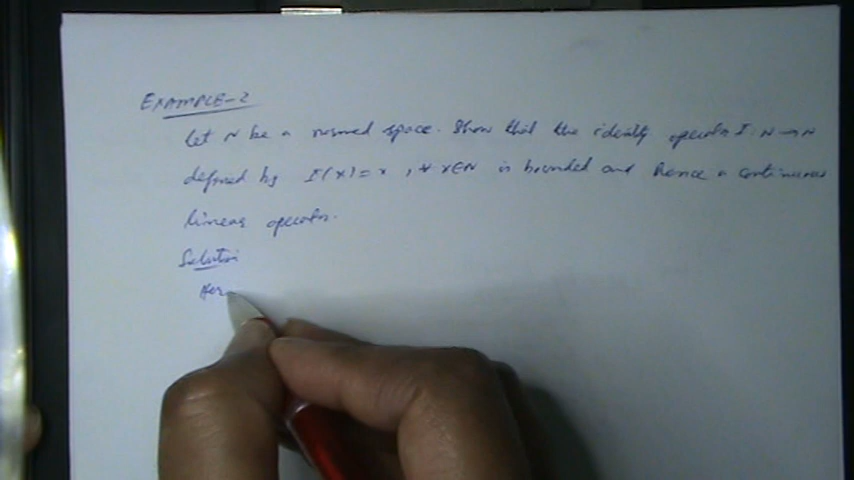 EXAMPLE-2
Let N be a normed space. Show that the identity operator I: N → N
defined by I(x) = x, ∀ x∈N is bounded and hence a continuous
linear operator.
Solution
Her